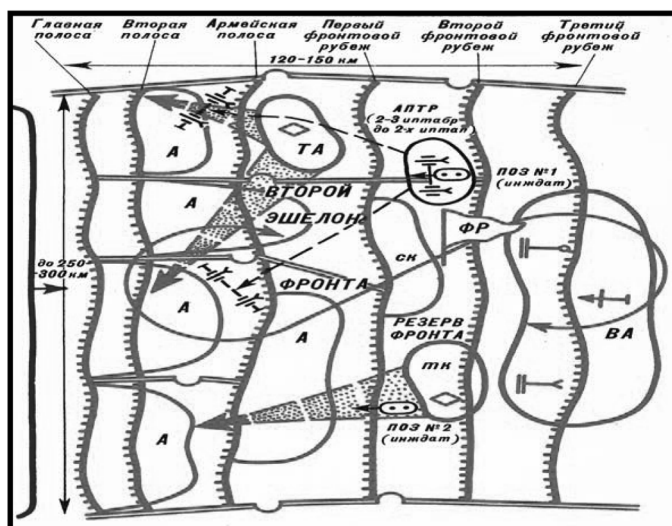 Главная полоса
Вторая полоса
Армейская полоса
Первый фронтовой рубеж
Второй фронтовой рубеж
Третий фронтовой рубеж
120-150 км
АПТР
(2-3 иптабр
до 2-х иптап)
А
ТА
ПОЗ №1
(инждат)
ВТОРОЙ
ЭШЕЛОН
ФРОНТА
А
ФР
ск
до 250-
-300 км
А
А
РЕЗЕРВ
ФРОНТА
ВА
тк
А
ПОЗ №2
(инждат)